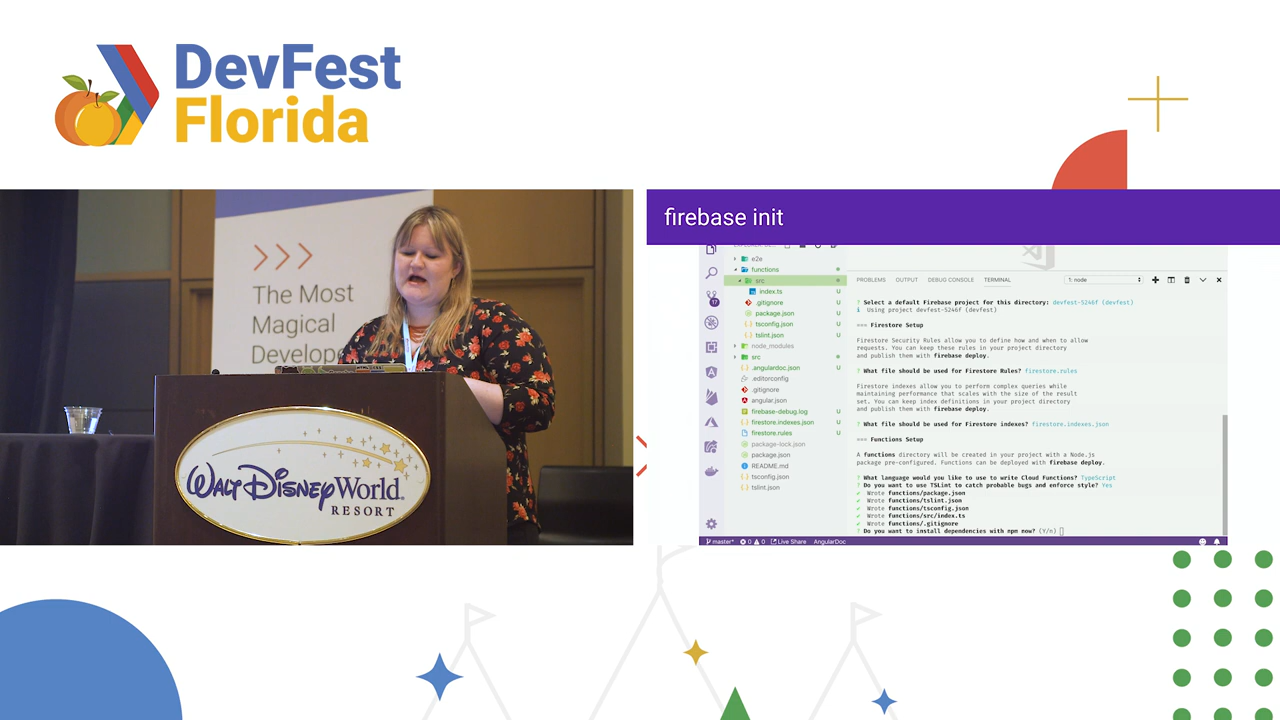 DevFest
Florida
The Most
Magical
Develope
WALT DISNEY World
RESORT
firebase init
e2e
functions
src
index.ts U
.gitignore U
package.json U
tsconfig.json U
tslint.json U
node_modules
src
.angulardoc.json U
.editorconfig
.gitignore
angular.json
firebase-debug.log U
firestore.indexes.json U
firestore.rules U
package-lock.json
package.json
README.md
tsconfig.json
tslint.json
17
PROBLEMS OUTPUT DEBUG CONSOLE TERMINAL 1: node
? Select a default Firebase project for this directory: devfest-5246f (devfest)
i Using project devfest-5246f (devfest)
=== Firestore Setup
Firestore Security Rules allow you to define how and when to allow
requests. You can keep these rules in your project directory
and publish them with firebase deploy.
? What file should be used for Firestore Rules? firestore.rules
Firestore indexes allow you to perform complex queries while
maintaining performance that scales with the size of the result
set. You can keep index definitions in your project directory
and publish them with firebase deploy.
? What file should be used for Firestore indexes? firestore.indexes.json
=== Functions Setup
A functions directory will be created in your project with a Node.js
package pre-configured. Functions can be deployed with firebase deploy.
? What language would you like to use to write Cloud Functions? TypeScript
? Do you want to use TSLint to catch probable bugs and enforce style? Yes
✔ Wrote functions/package.json
✔ Wrote functions/tslint.json
✔ Wrote functions/tsconfig.json
✔ Wrote functions/src/index.ts
✔ Wrote functions/.gitignore
? Do you want to install dependencies with npm now? (Y/n)
master* 0 0 Live Share AngularDoc